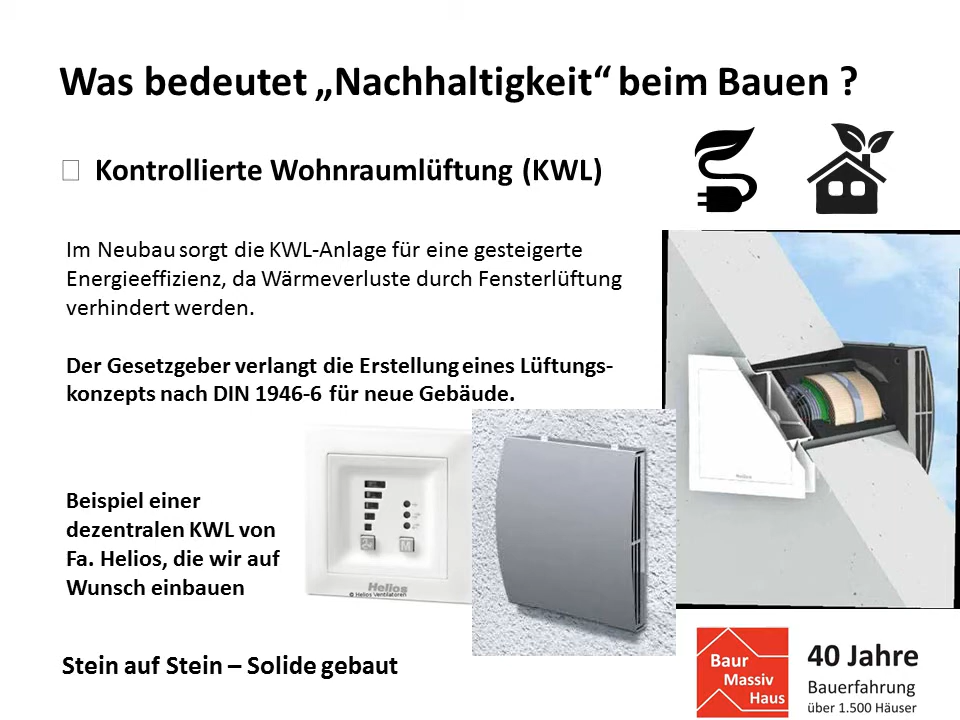 Was bedeutet „Nachhaltigkeit“ beim Bauen ?
Kontrollierte Wohnraumlüftung (KWL)
Im Neubau sorgt die KWL-Anlage für eine gesteigerte
Energieeffizienz, da Wärmeverluste durch Fensterlüftung
verhindert werden.
Der Gesetzgeber verlangt die Erstellung eines Lüftungs-
konzepts nach DIN 1946-6 für neue Gebäude.
Beispiel einer
dezentralen KWL von
Fa. Helios, die wir auf
Wunsch einbauen
M
Helios
© Helios Ventilatoren
Helios
Stein auf Stein – Solide gebaut
Baur
Massiv
Haus
40 Jahre
Bauerfahrung
über 1.500 Häuser